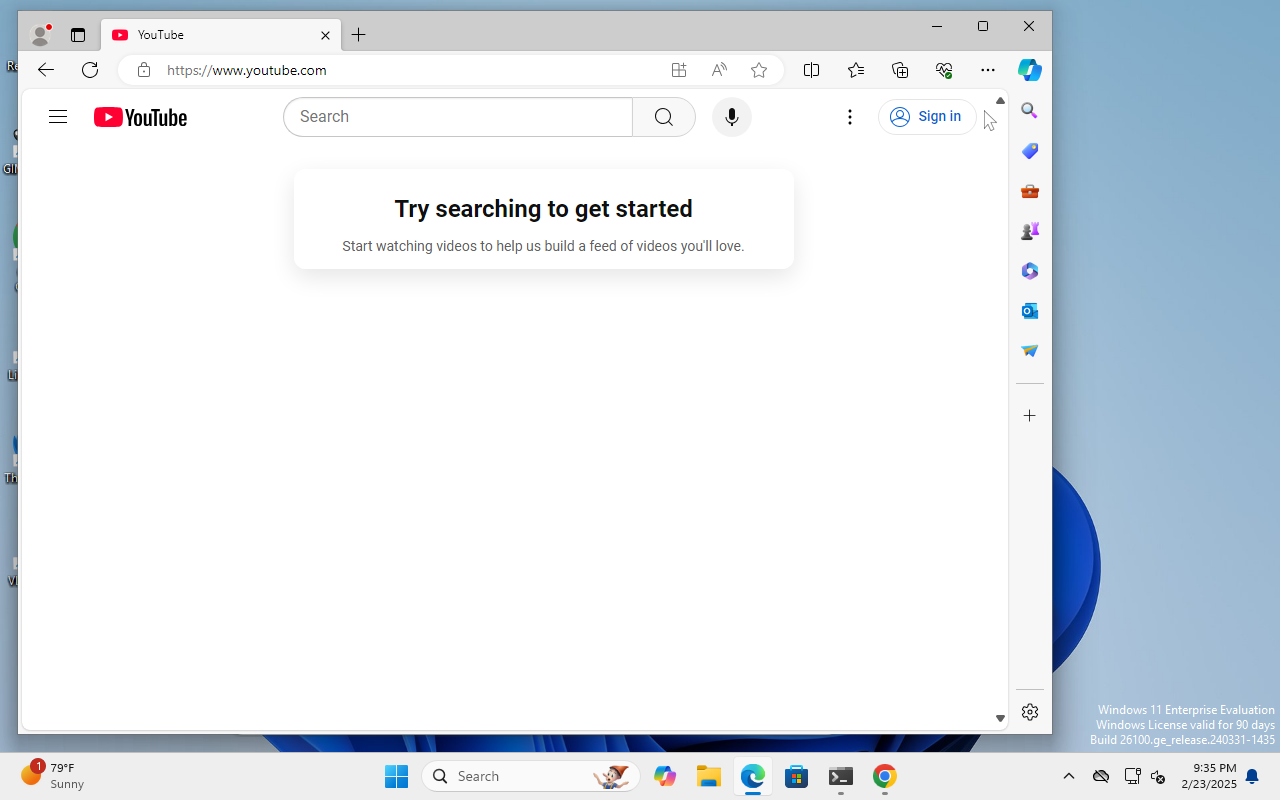 YouTube
https://www.youtube.com
YouTube
Search
Sign in
Try searching to get started
Start watching videos to help us build a feed of videos you'll love.
Windows 11 Enterprise Evaluation
Windows License valid for 90 days
Build 26100.ge_release.240331-1435
1
79°F
Sunny
Search
9:35 PM
2/23/2025